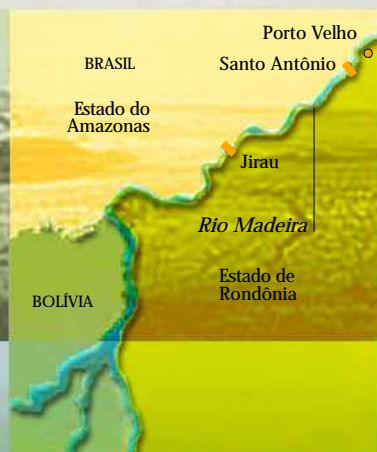 Porto Velho
BRASIL
Santo Antônio
Estado do
Amazonas
Jirau
Rio Madeira
Estado de
Rondônia
BOLÍVIA